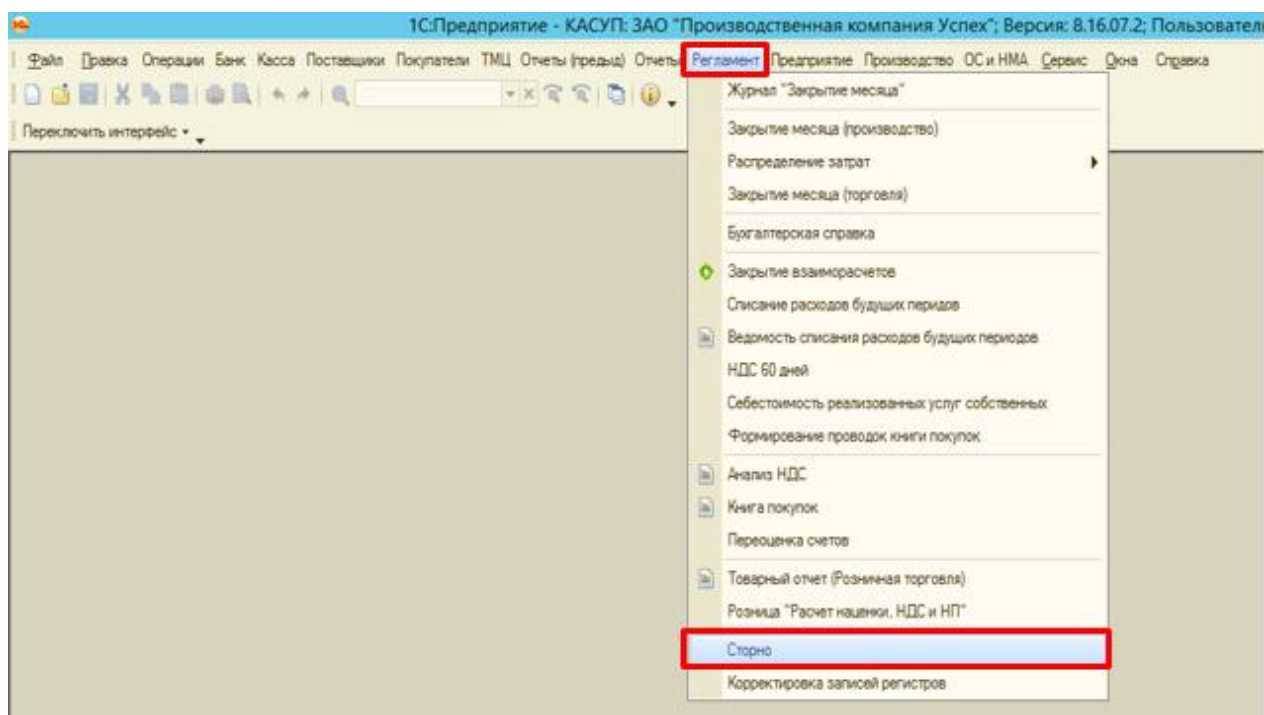 1С:Предприятие - КАСУП: ЗАО "Производственная компания Успех"; Версия: 8.16.07.2; Пользовател
Файл Правка Операции Банк Касса Поставщики Покупатели ТМЦ Отчеты (предыд) Отчеты Регламент Предприятие Производство ОС и НМА Сервис Окна Справка
Переключить интерфейс
Журнал "Закрытие месяца"
Закрытие месяца (производство)
Распределение затрат
Закрытие месяца (торговля)
Бухгалтерская справка
Закрытие взаиморасчетов
Списание расходов будущих перидов
Ведомость списания расходов будущих периодов
НДС 60 дней
Себестоимость реализованных услуг собственных
Формирование проводок книги покупок
Анализ НДС
Книга покупок
Переоценка счетов
Товарный отчет (Розничная торговля)
Розница "Расчет наценки, НДС и НП"
Сторно
Корректировка записей регистров